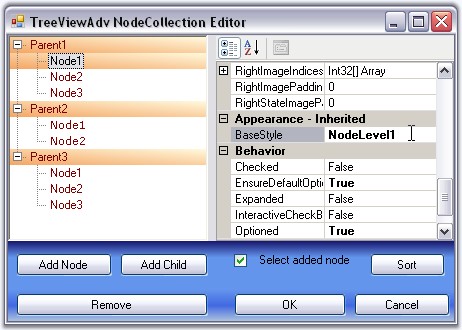 TreeViewAdv NodeCollection Editor
Parent1
Node1
Node2
Node3
Parent2
Node1
Node2
Parent3
Node1
Node2
Node3
RightImageIndices Int32[] Array
RightImagePaddin 0
RightStateImageP 0
Appearance - Inherited
BaseStyle NodeLevel1
Behavior
Checked False
EnsureDefaultOpti True
Expanded False
InteractiveCheckB False
Optioned True
Add Node Add Child Select added node Sort
Remove OK Cancel